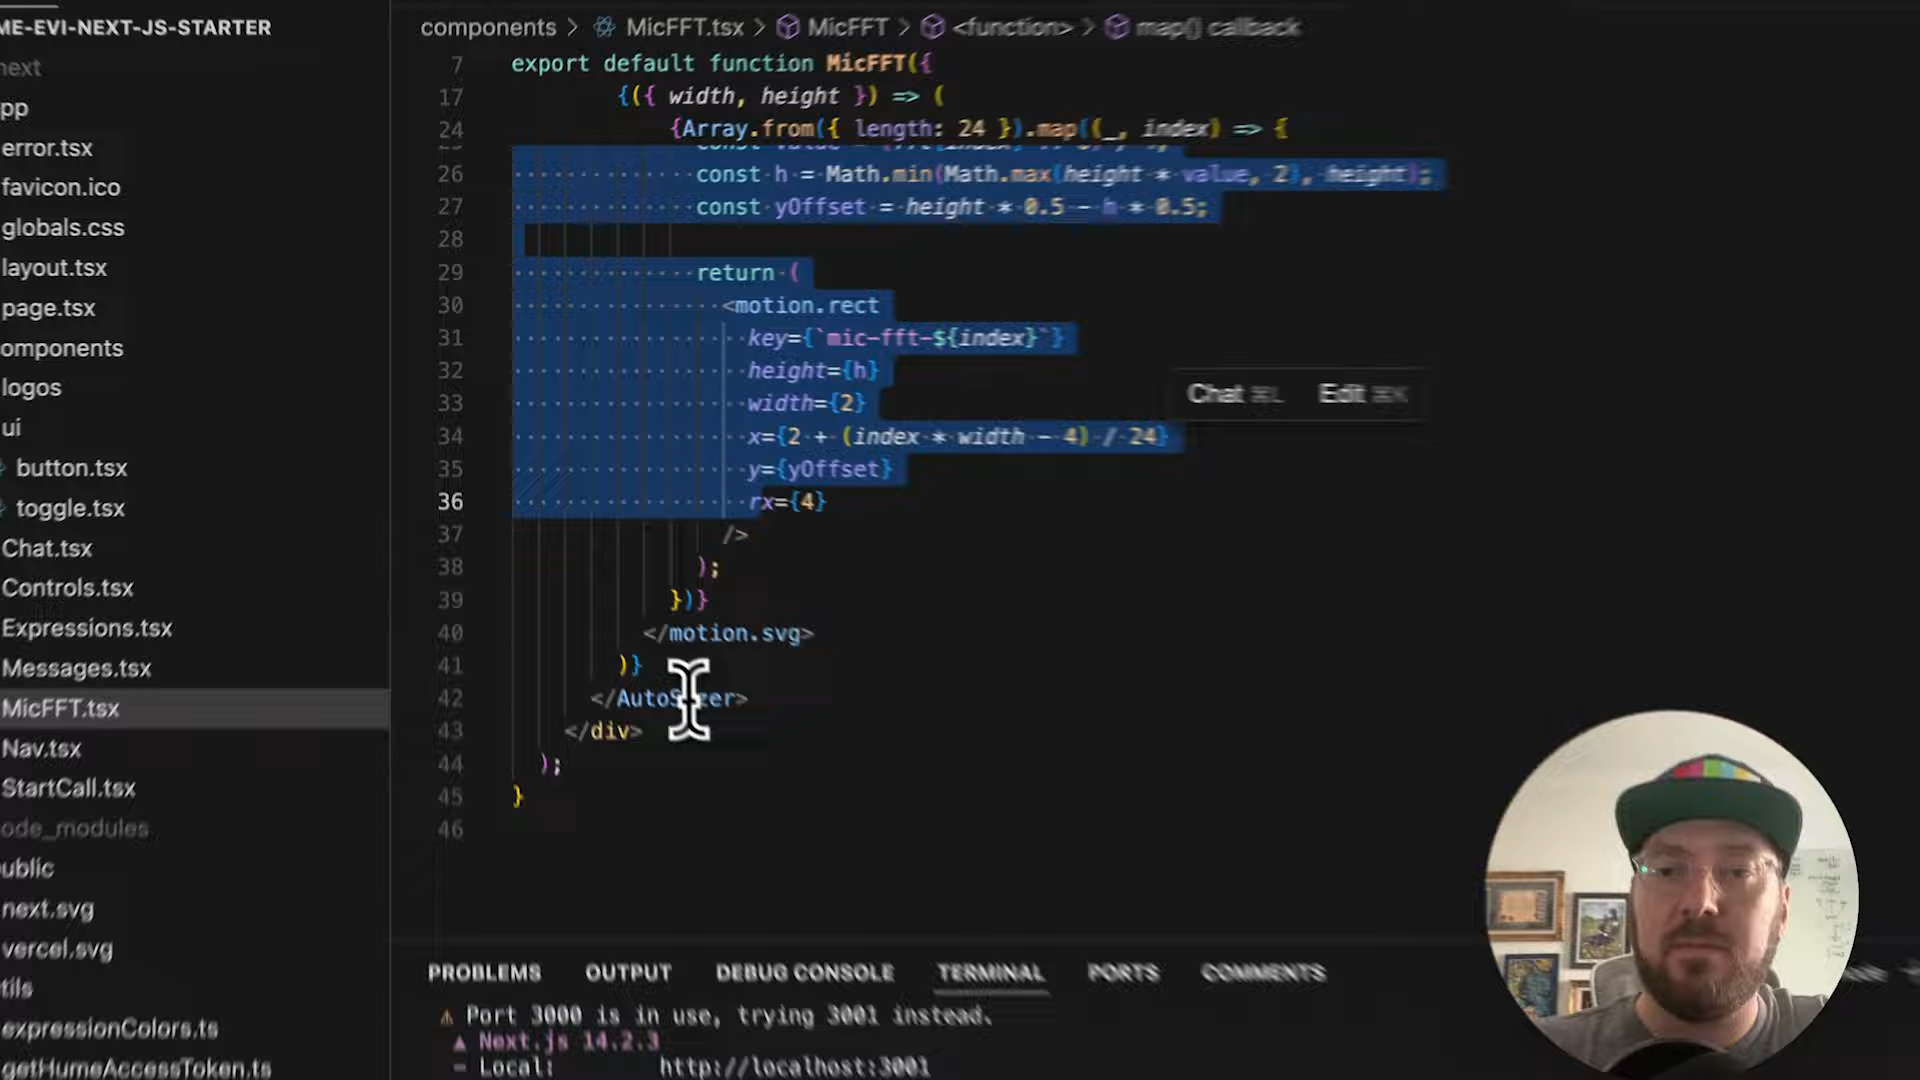 ME-EVI-NEXT-JS-STARTER
next
pp
error.tsx
favicon.ico
globals.css
layout.tsx
page.tsx
omponents
logos
ui
button.tsx
toggle.tsx
Chat.tsx
Controls.tsx
Expressions.tsx
Messages.tsx
MicFFT.tsx
Nav.tsx
StartCall.tsx
ode_modules
ublic
next.svg
vercel.svg
tils
expressionColors.ts
getHumeAccessToken.ts
components > MicFFT.tsx > MicFFT > <function> > map() callback
7 export default function MicFFT({
17 {({ width, height }) => (
24 {Array.from({ length: 24 }).map((_, index) => {
26 const h = Math.min(Math.max(height * value, 2), height);
27 const yOffset = height * 0.5 - h * 0.5;
28
29 return (
30 <motion.rect
31 key={`mic-fft-${index}`}
32 height={h}
33 width={2}
34 x={2 + (index * width - 4) / 24}
35 y={yOffset}
36 rx={4}
37 />
38 );
39 })}
40 </motion.svg>
41 )}
42 </AutoSizer>
43 </div>
44 );
45 }
46
Chat ⌘L Edit ⌘K
PROBLEMS OUTPUT DEBUG CONSOLE TERMINAL PORTS COMMENTS
⚠ Port 3000 is in use, trying 3001 instead.
▲ Next.js 14.2.3
- Local: http://localhost:3001